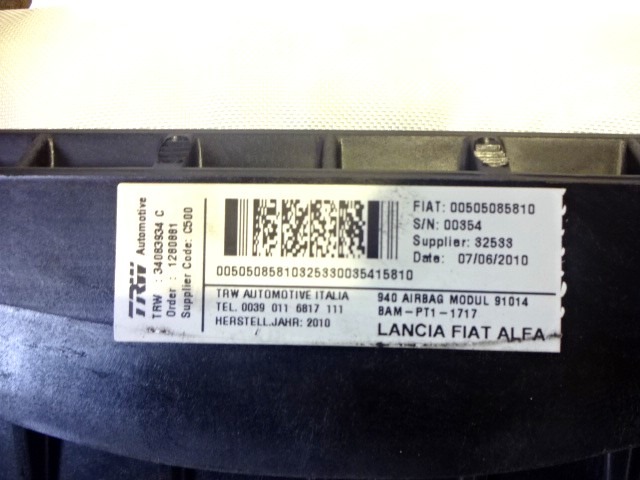 TRW Automotive
TRW : 34083934 C
Order : 1280881
Supplier Code: C500
FIAT: 00505085810
S/N: 00354
Supplier: 32533
Date: 07/06/2010
00505085810325330035415810
TRW AUTOMOTIVE ITALIA
TEL. 0039 011 6817 111
HERSTELL.JAHR: 2010
940 AIRBAG MODUL 91014
BAM-PT1-1717
LANCIA FIAT ALFA